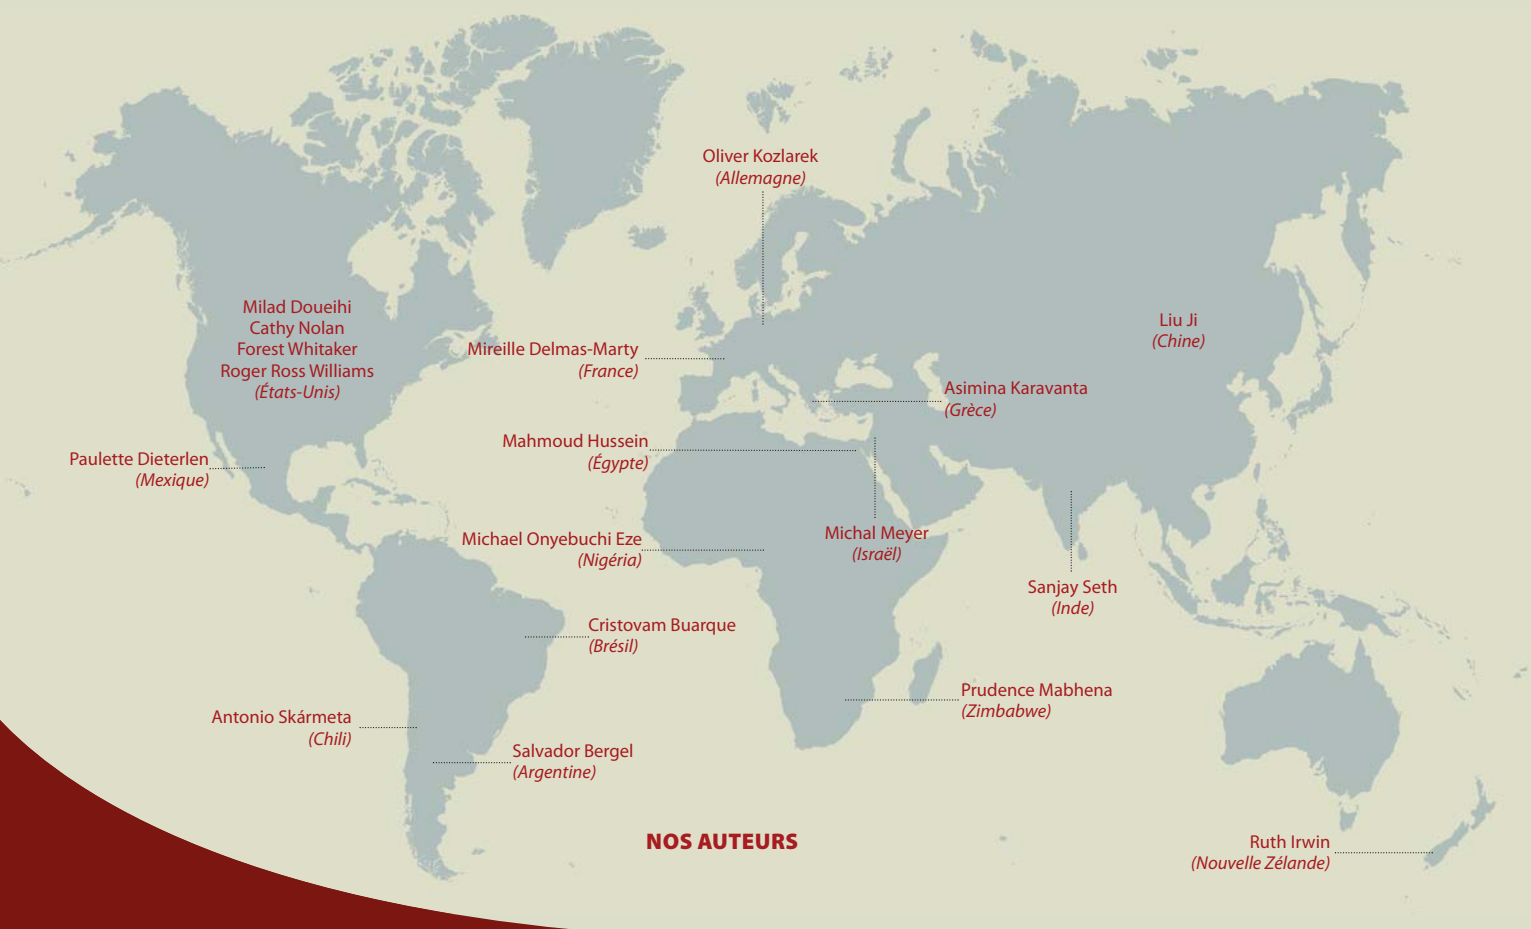 Oliver Kozlarek
(Allemagne)
Milad Doueihi
Cathy Nolan
Forest Whitaker
Roger Ross Williams
(États-Unis)
Liu Ji
(Chine)
Mireille Delmas-Marty
(France)
Asimina Karavanta
(Grèce)
Mahmoud Hussein
(Égypte)
Paulette Dieterlen
(Mexique)
Michael Onyebuchi Eze
(Nigéria)
Michal Meyer
(Israël)
Sanjay Seth
(Inde)
Cristovam Buarque
(Brésil)
Prudence Mabhena
(Zimbabwe)
Antonio Skármeta
(Chili)
Salvador Bergel
(Argentine)
NOS AUTEURS
Ruth Irwin
(Nouvelle Zélande)